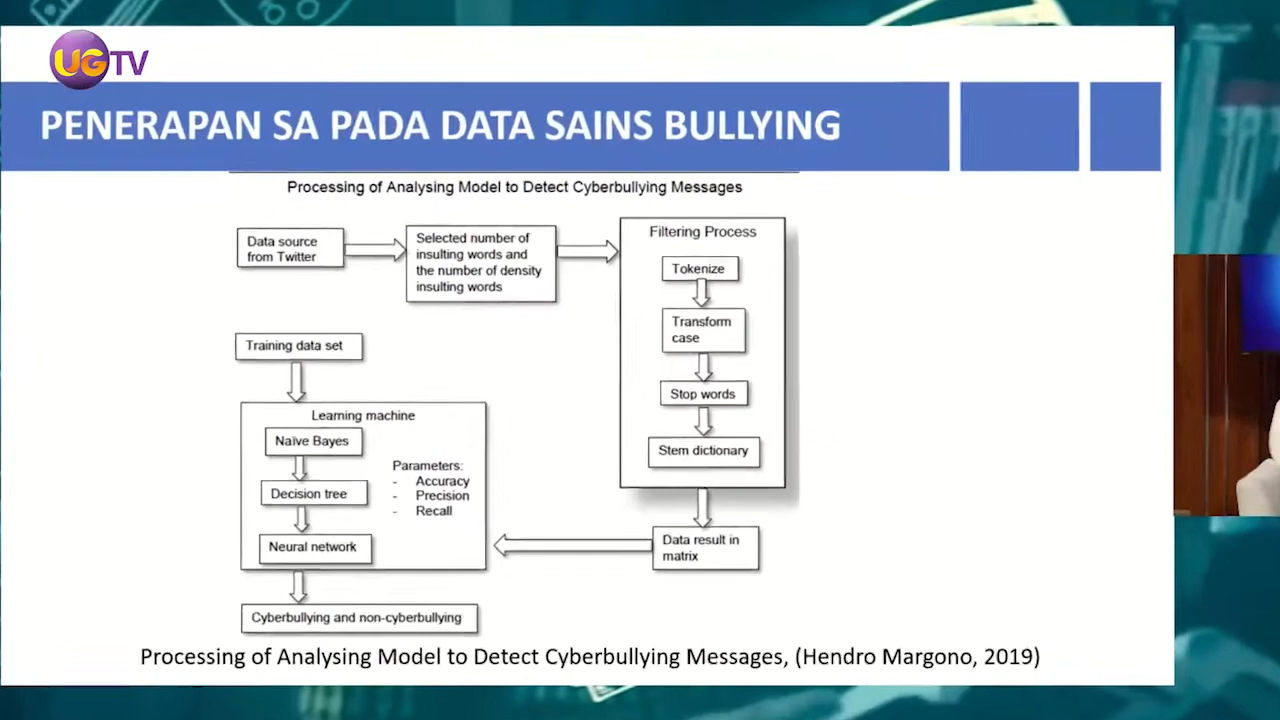 UGTV
PENERAPAN SA PADA DATA SAINS BULLYING
Processing of Analysing Model to Detect Cyberbullying Messages
Data source
from Twitter
Selected number of
insulting words and
the number of density
insulting words
Filtering Process
Tokenize
Transform
case
Stop words
Stem dictionary
Data result in
matrix
Training data set
Learning machine
Naïve Bayes
Decision tree
Neural network
Parameters:
- Accuracy
- Precision
- Recall
Cyberbullying and non-cyberbullying
Processing of Analysing Model to Detect Cyberbullying Messages, (Hendro Margono, 2019)